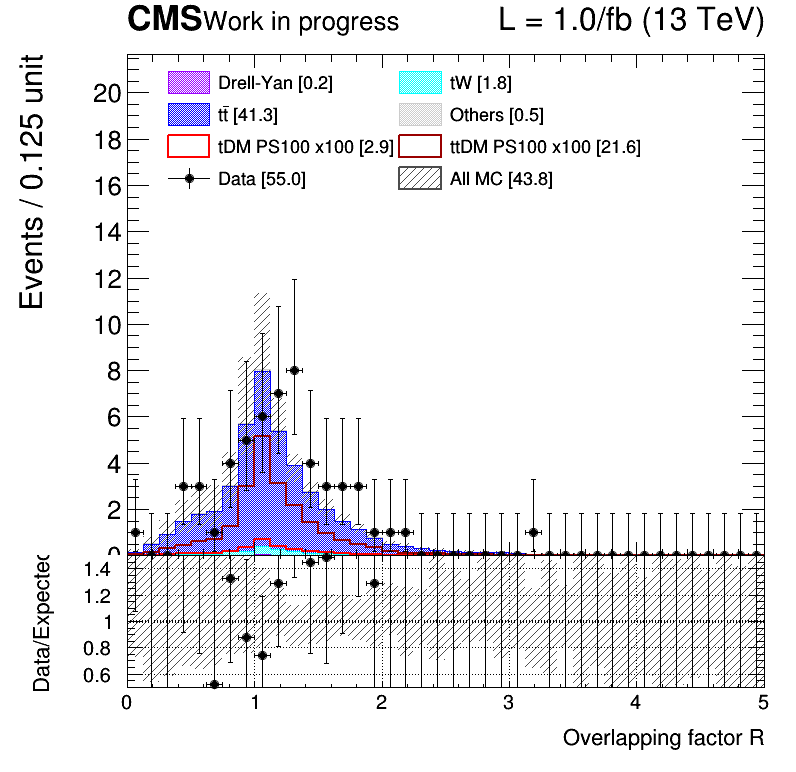 CMS Work in progress L = 1.0/fb (13 TeV)
Events / 0.125 unit
Drell-Yan [0.2] tW [1.8]
tt̄ [41.3] Others [0.5]
tDM PS100 x100 [2.9] ttDM PS100 x100 [21.6]
Data [55.0] All MC [43.8]
20
18
16
14
12
10
8
6
4
2
0
Data/Expected
1.4
1.2
1
0.8
0.6
0 1 2 3 4 5
Overlapping factor R